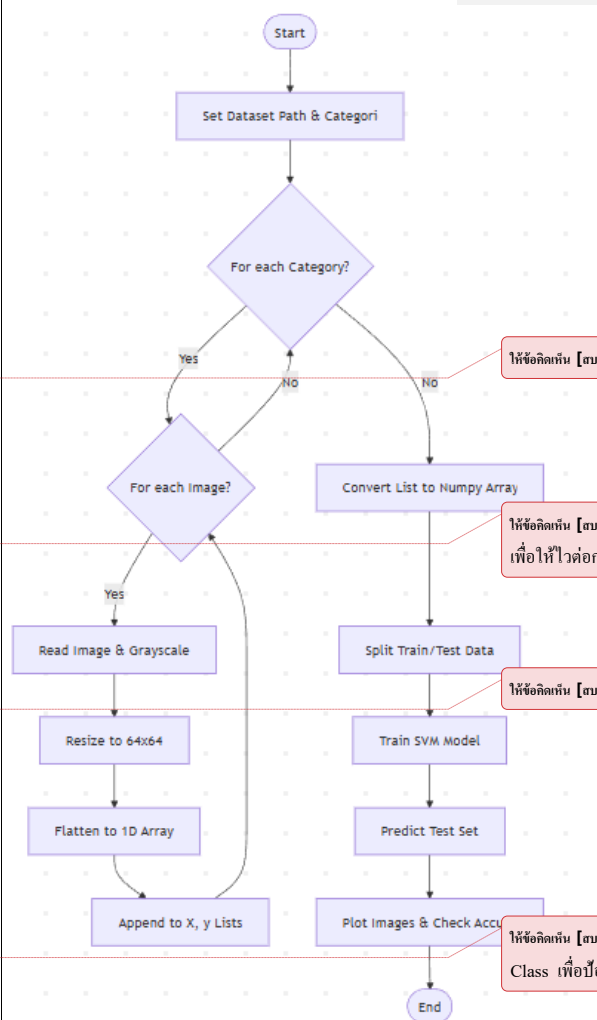 Start
Set Dataset Path & Categori
For each Category?
Yes
No
No
ให้ข้อคิดเห็น [สบ
For each Image?
Convert List to Numpy Array
ให้ข้อคิดเห็น [สบ
เพื่อให้ไวต่อก
Yes
Read Image & Grayscale
Split Train/Test Data
ให้ข้อคิดเห็น [สบ
Resize to 64x64
Train SVM Model
Flatten to 1D Array
Predict Test Set
Append to X, y Lists
Plot Images & Check Accu
ให้ข้อคิดเห็น [สบ
Class เพื่อป้
End